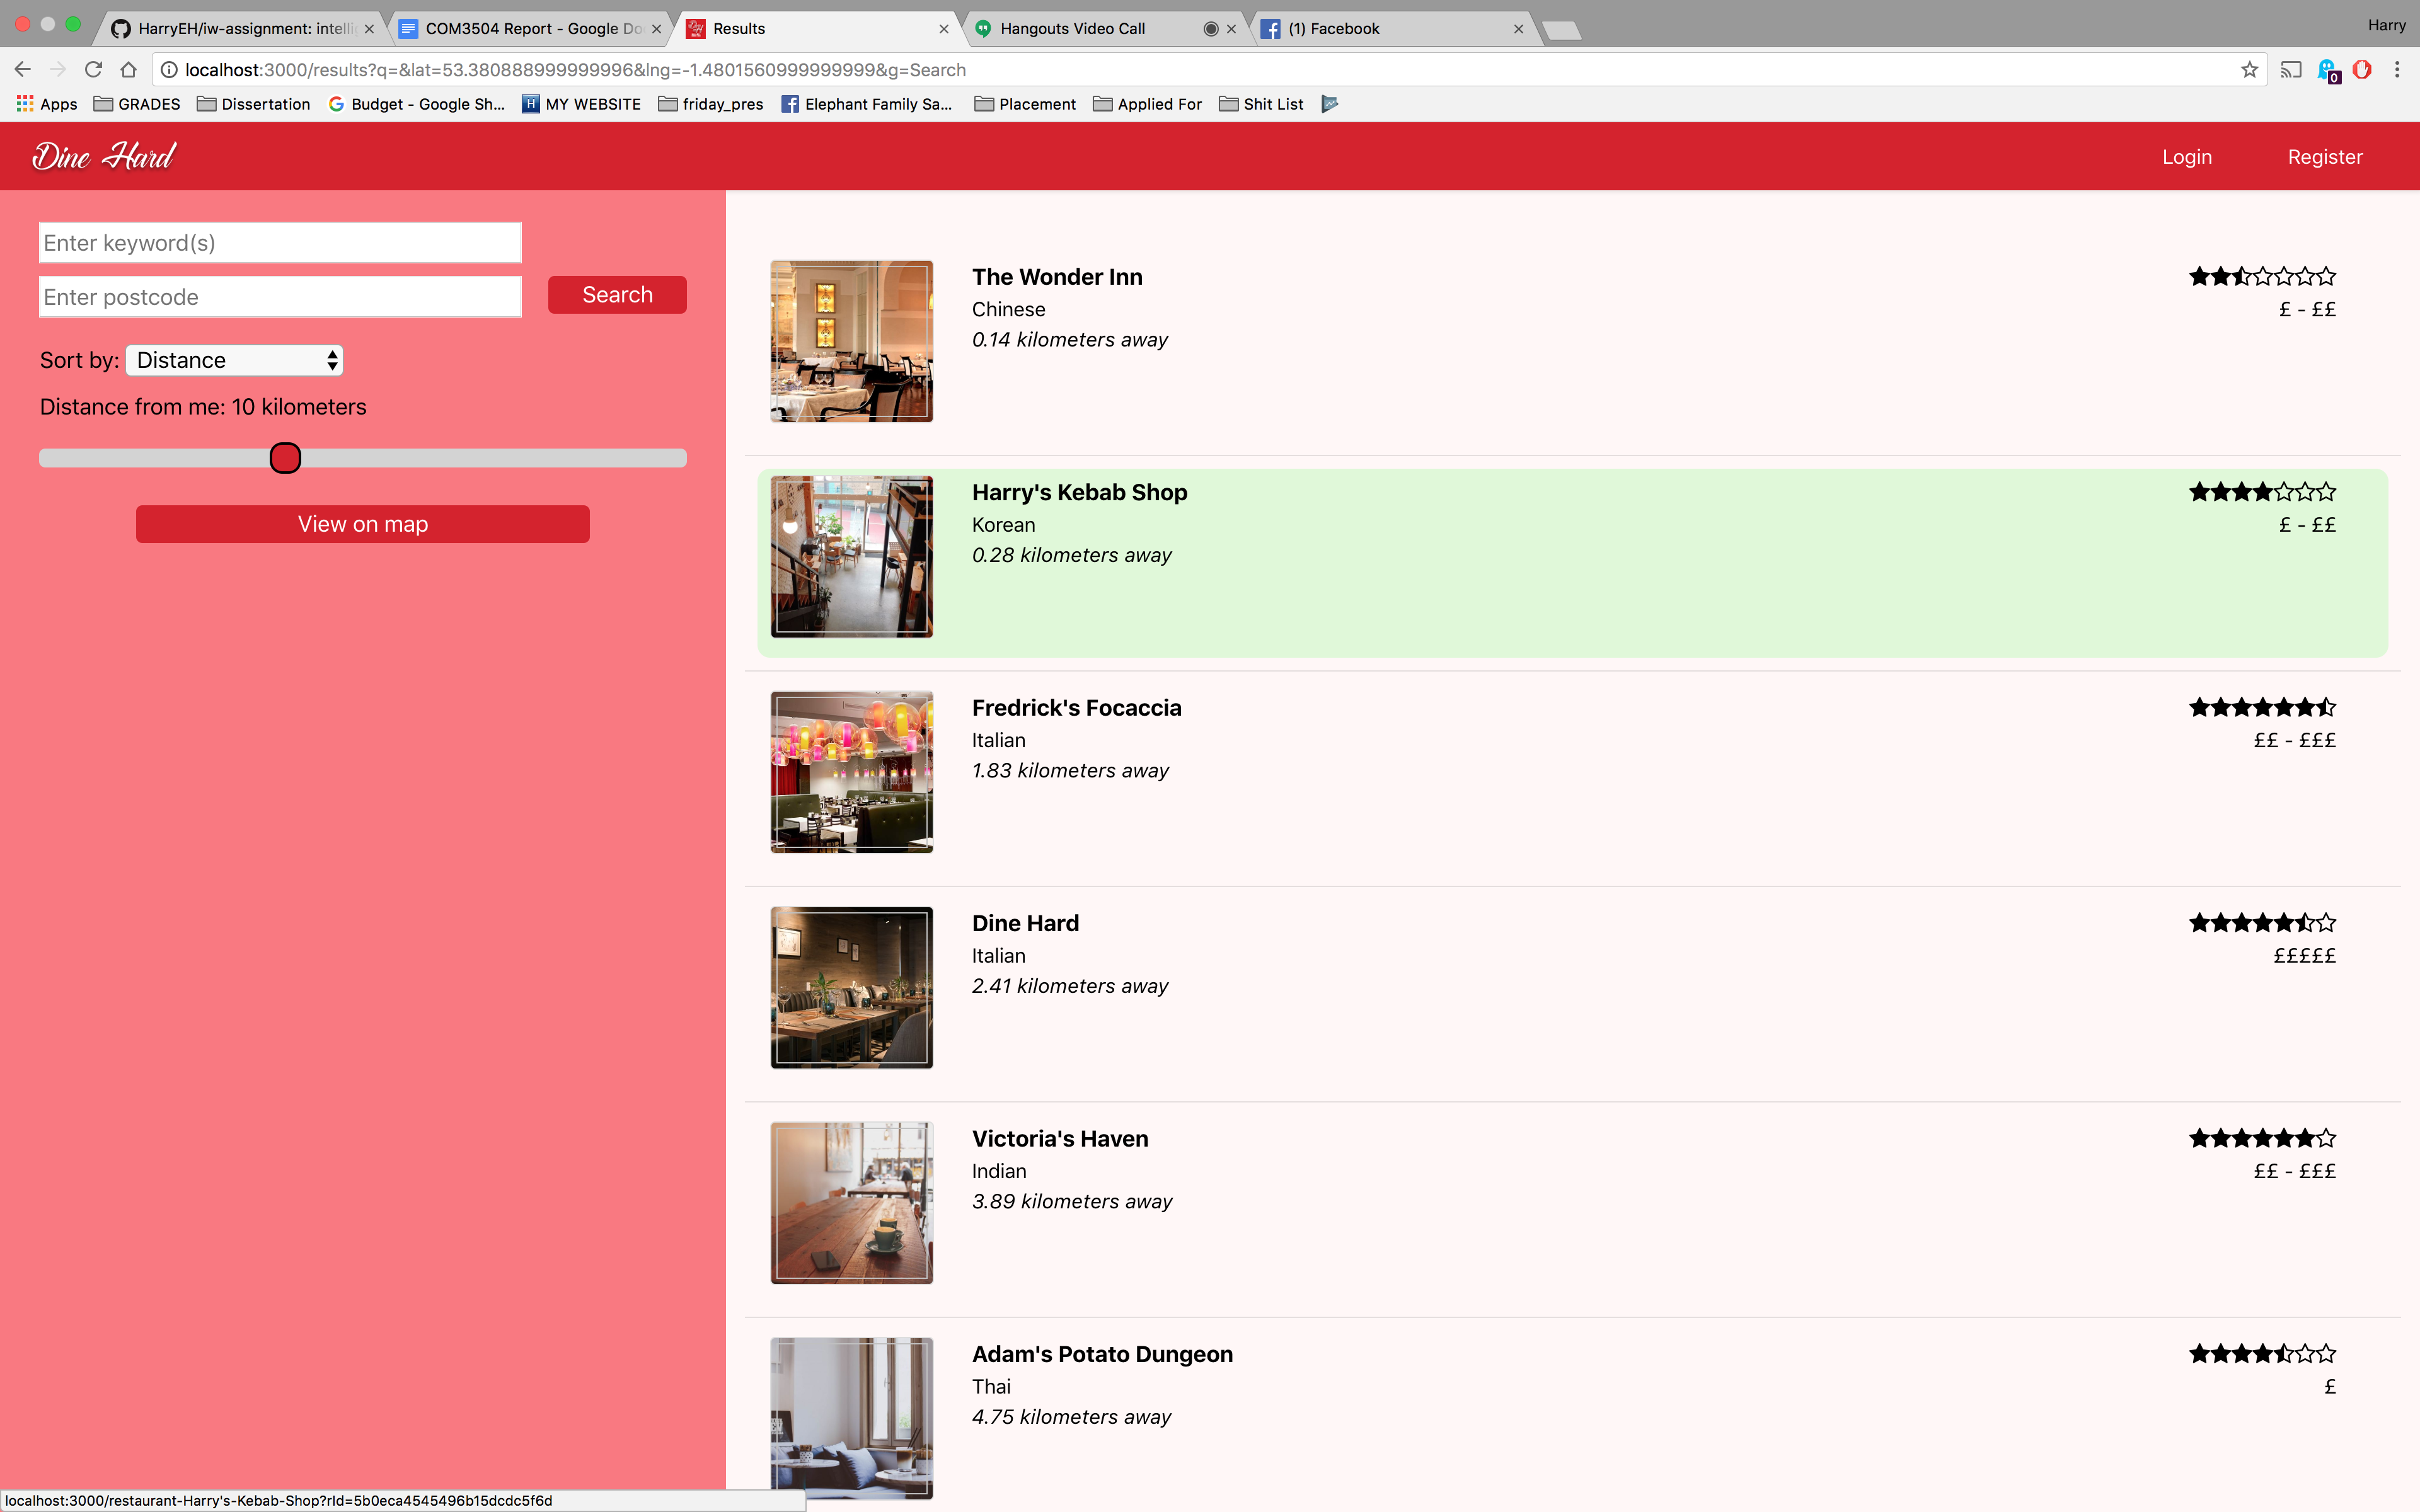 HarryEH/iw-assignment: intelli
COM3504 Report - Google Do
Results
Hangouts Video Call
(1) Facebook
Harry
localhost:3000/results?q=&lat=53.380888999999996&lng=-1.4801560999999999&g=Search
0
Apps
GRADES
Dissertation
Budget - Google Sh...
MY WEBSITE
friday_pres
Elephant Family Sa...
Placement
Applied For
Shit List
Dine Hard
Login
Register
Enter keyword(s)
Enter postcode
Search
Sort by: Distance
Distance from me: 10 kilometers
View on map
The Wonder Inn
Chinese
£ - ££
0.14 kilometers away
Harry's Kebab Shop
Korean
£ - ££
0.28 kilometers away
Fredrick's Focaccia
Italian
££ - £££
1.83 kilometers away
Dine Hard
Italian
£££££
2.41 kilometers away
Victoria's Haven
Indian
££ - £££
3.89 kilometers away
Adam's Potato Dungeon
Thai
£
4.75 kilometers away
localhost:3000/restaurant-Harry's-Kebab-Shop?rId=5b0eca4545496b15dcdc5f6d